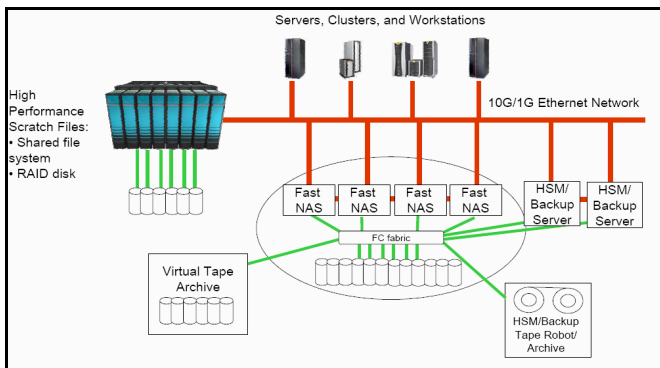 Servers, Clusters, and Workstations
High
Performance
Scratch Files:
• Shared file
system
• RAID disk
10G/1G Ethernet Network
Fast
NAS
Fast
NAS
Fast
NAS
Fast
NAS
HSM/
Backup
Server
HSM/
Backup
Server
FC fabric
Virtual Tape
Archive
HSM/Backup
Tape Robot/
Archive